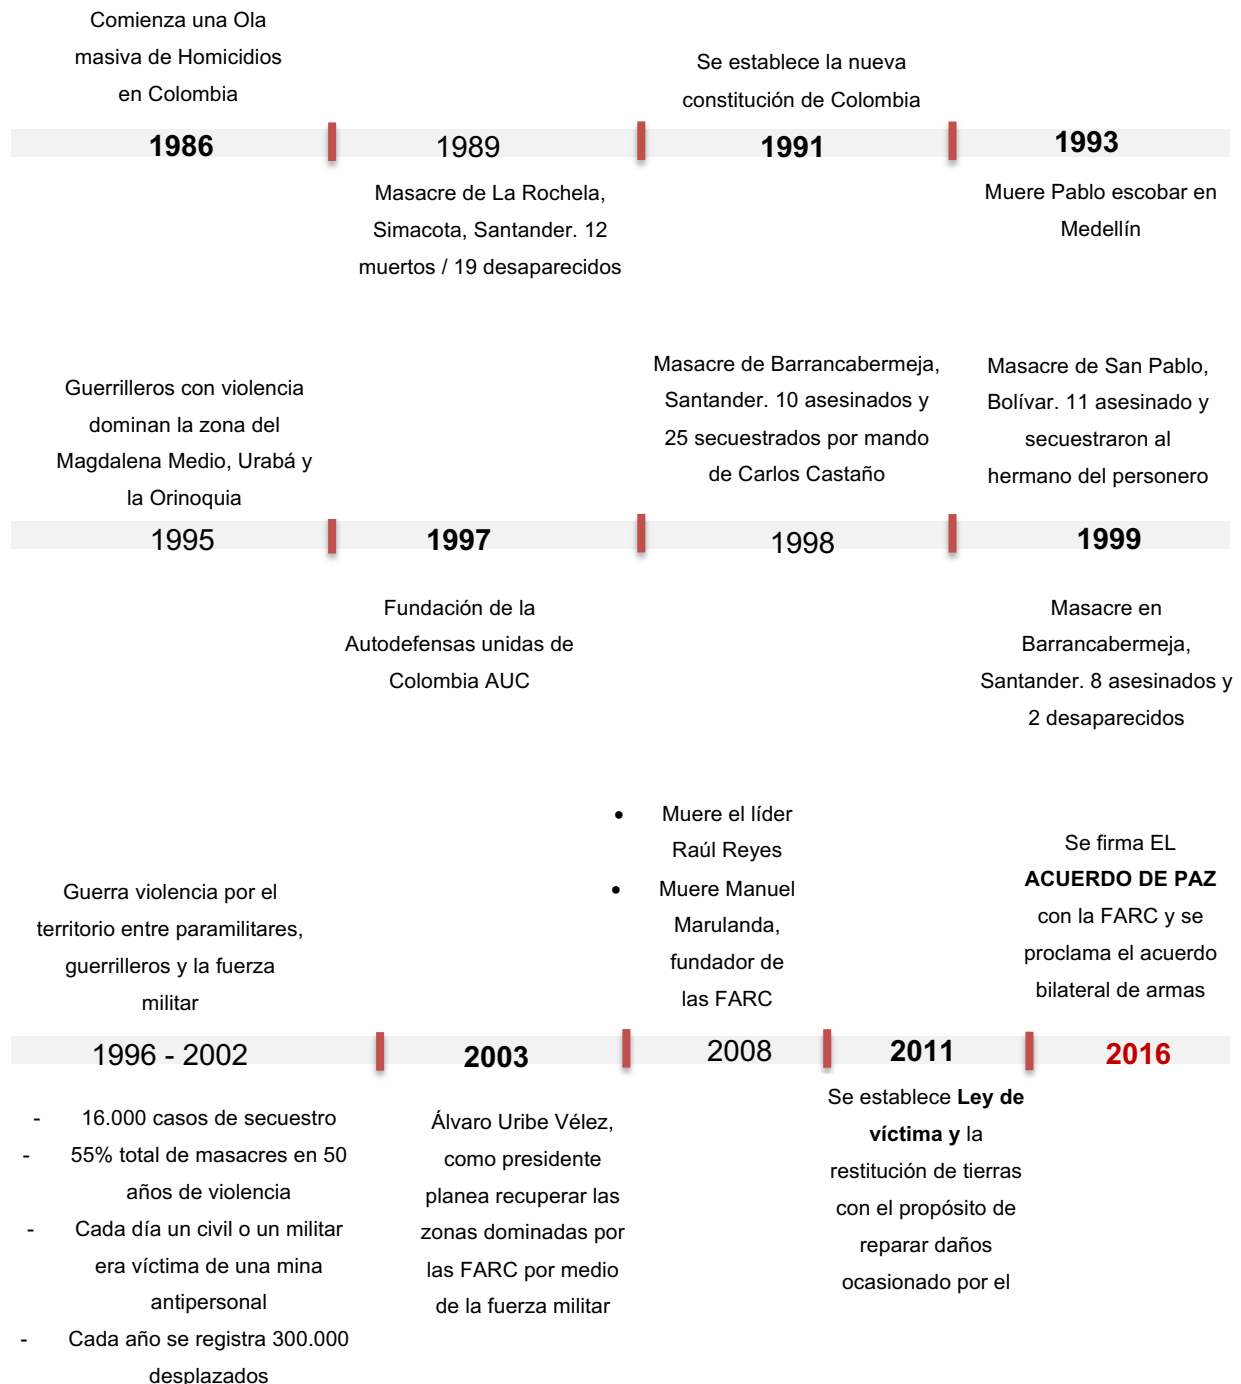 Comienza una Ola
masiva de Homicidios
en Colombia
1986
1989
Masacre de La Rochela,
Simacota, Santander. 12
muertos / 19 desaparecidos
Se establece la nueva
constitución de Colombia
1991
1993
Muere Pablo escobar en
Medellín
Guerrilleros con violencia
dominan la zona del
Magdalena Medio, Urabá y
la Orinoquia
1995
1997
Fundación de la
Autodefensas unidas de
Colombia AUC
Masacre de Barrancabermeja,
Santander. 10 asesinados y
25 secuestrados por mando
de Carlos Castaño
1998
Masacre de San Pablo,
Bolívar. 11 asesinado y
secuestraron al
hermano del personero
1999
Masacre en
Barrancabermeja,
Santander. 8 asesinados y
2 desaparecidos
Guerra violencia por el
territorio entre paramilitares,
guerrilleros y la fuerza
militar
1996 - 2002
- 16.000 casos de secuestro
- 55% total de masacres en 50
años de violencia
- Cada día un civil o un militar
era víctima de una mina
antipersonal
- Cada año se registra 300.000
desplazados
2003
Álvaro Uribe Vélez,
como presidente
planea recuperar las
zonas dominadas por
las FARC por medio
de la fuerza militar
• Muere el líder
Raúl Reyes
• Muere Manuel
Marulanda,
fundador de
las FARC
2008
2011
Se establece Ley de
víctima y la
restitución de tierras
con el propósito de
reparar daños
ocasionado por el
Se firma EL
ACUERDO DE PAZ
con la FARC y se
proclama el acuerdo
bilateral de armas
2016